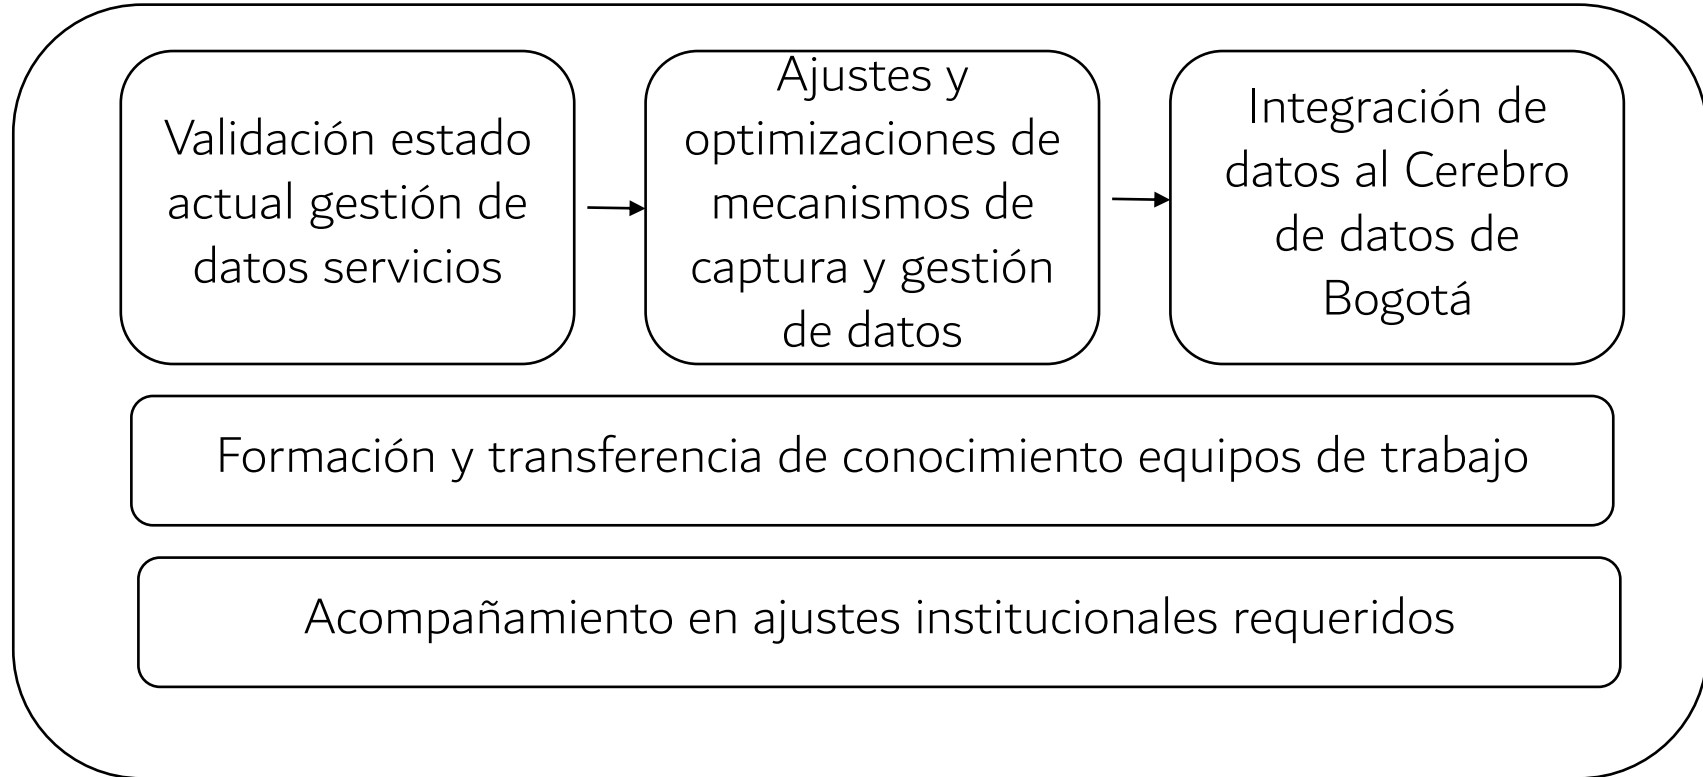 Validación estado
actual gestión de
datos servicios
Ajustes y
optimizaciones de
mecanismos de
captura y gestión
de datos
Integración de
datos al Cerebro
de datos de
Bogotá
Formación y transferencia de conocimiento equipos de trabajo
Acompañamiento en ajustes institucionales requeridos